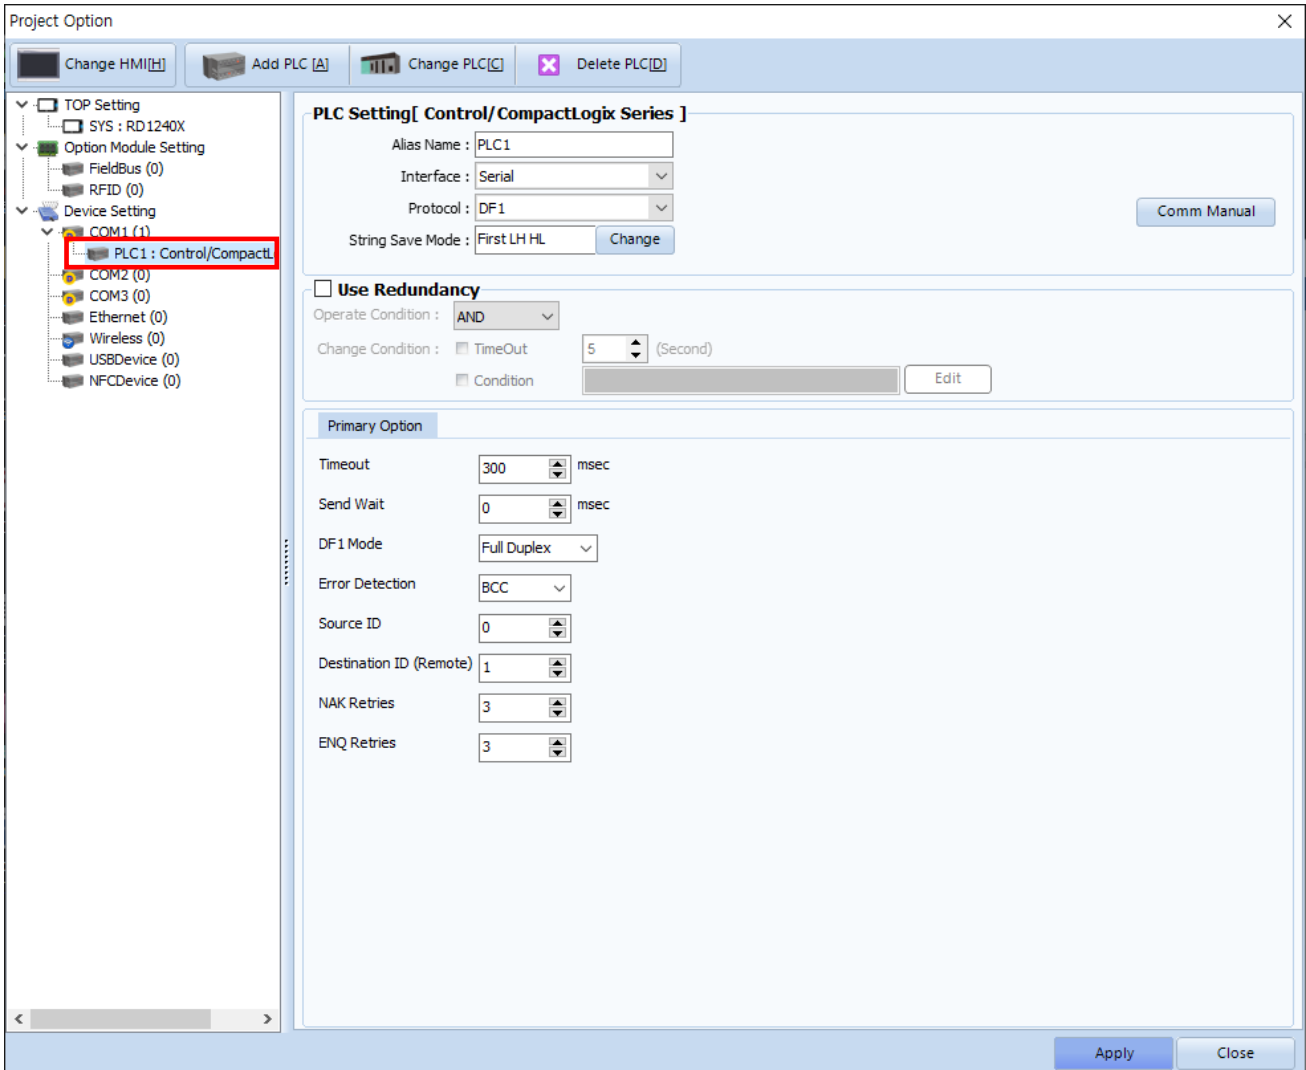 Project Option
Change HMI[H]
Add PLC [A]
Change PLC[C]
Delete PLC[D]
TOP Setting
SYS : RD1240X
Option Module Setting
FieldBus (0)
RFID (0)
Device Setting
COM1 (1)
PLC1 : Control/CompactL
COM2 (0)
COM3 (0)
Ethernet (0)
Wireless (0)
USBDevice (0)
NFCDevice (0)
PLC Setting[ Control/CompactLogix Series ]
Alias Name : PLC1
Interface : Serial
Protocol : DF1
Comm Manual
String Save Mode : First LH HL Change
Use Redundancy
Operate Condition : AND
Change Condition : TimeOut 5 (Second)
Condition Edit
Primary Option
Timeout 300 msec
Send Wait 0 msec
DF1 Mode Full Duplex
Error Detection BCC
Source ID 0
Destination ID (Remote) 1
NAK Retries 3
ENQ Retries 3
Apply Close